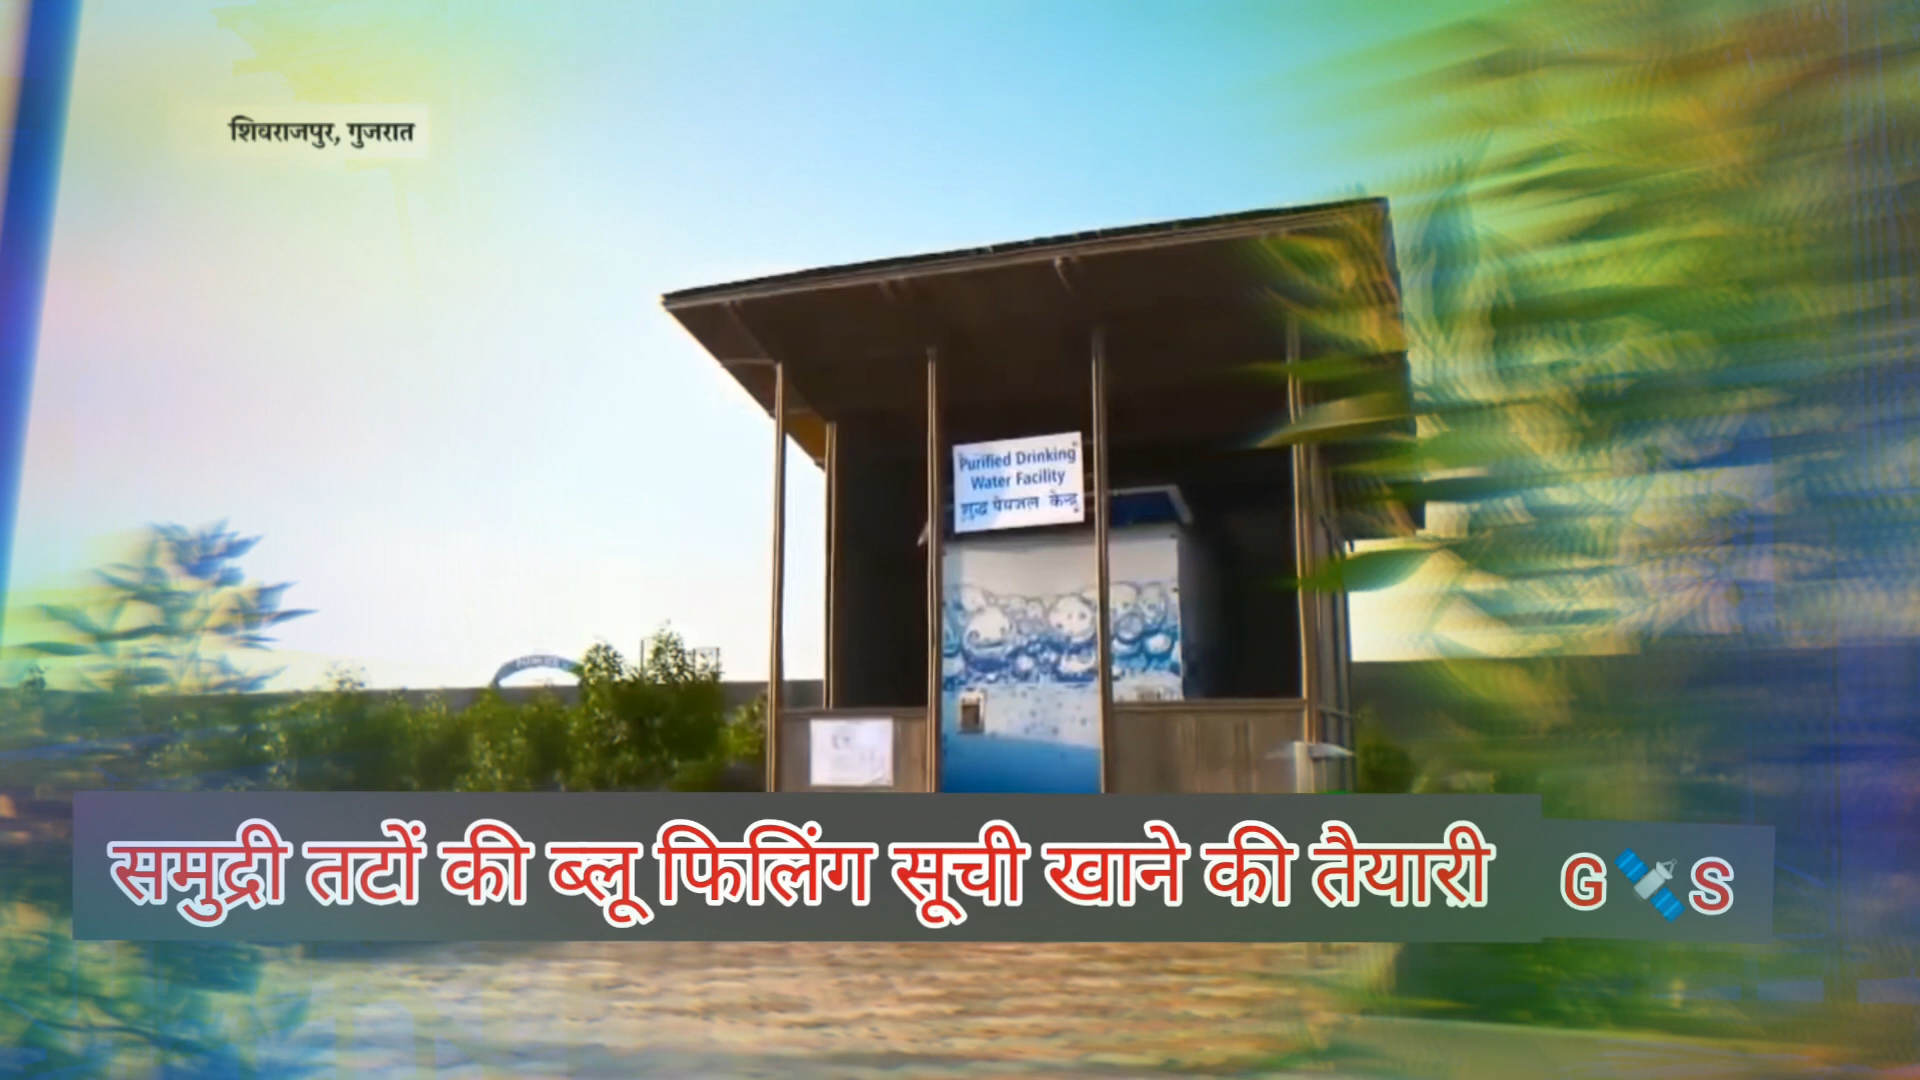 शिवराजपुर, गुजरात
Purified Drinking
Water Facility
शुद्ध पेयजल केन्द्र
समुद्री तटों की ब्लू फिलिंग सूची खाने की तैयारी
G🛰S